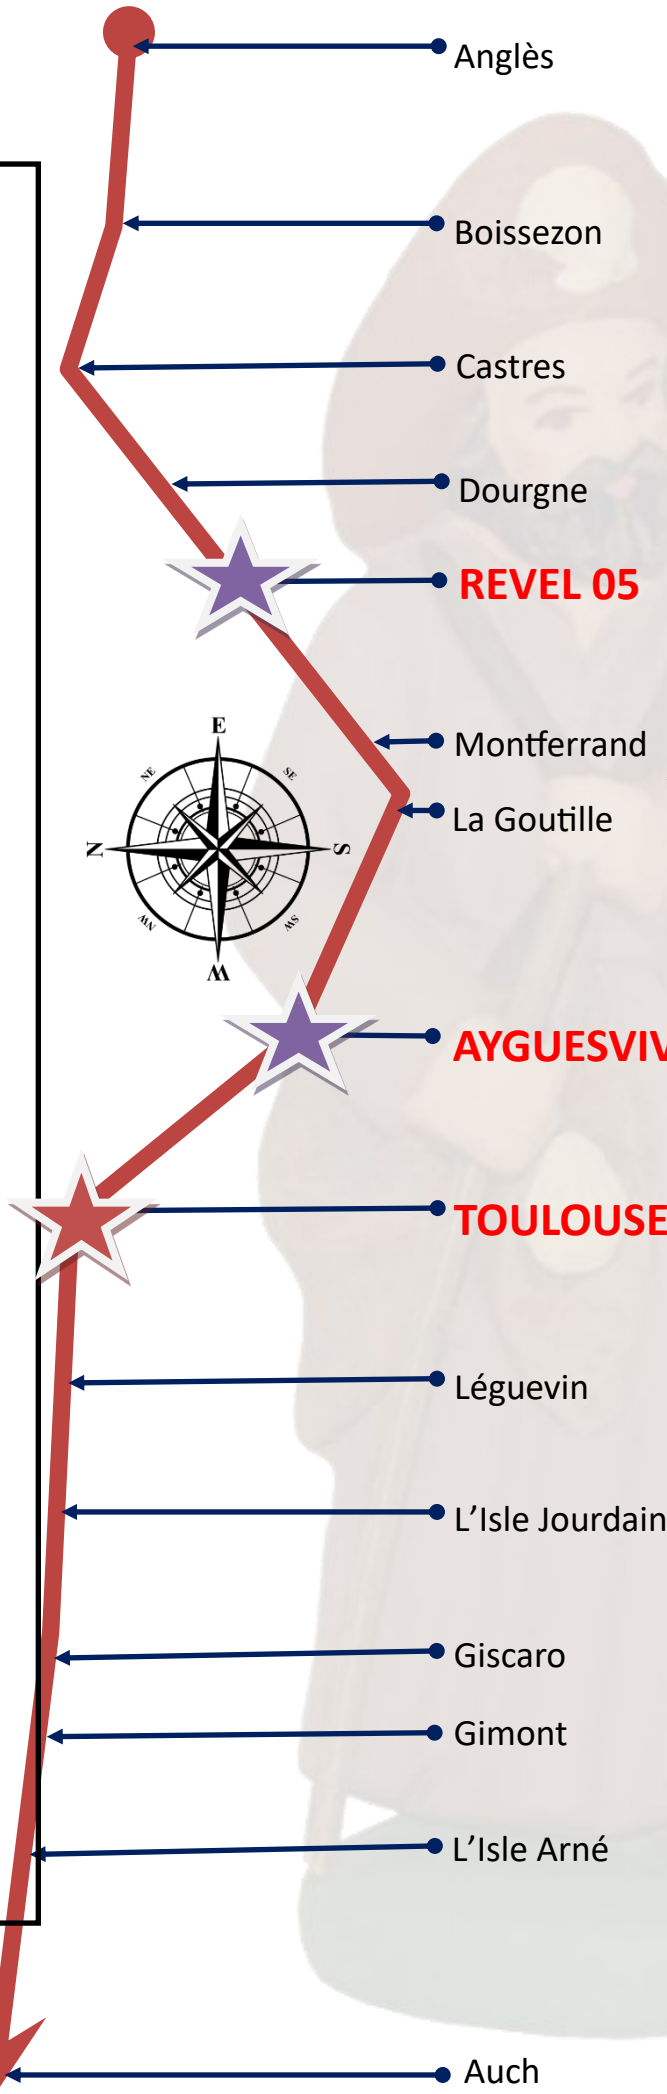 Anglès
Boissezon
Castres
Dourgne
REVEL 05
Montferrand
La Goutille
E
NE
SE
N
S
NW
SW
W
AYGUESVIV
TOULOUSE
Léguevin
L’Isle Jourdain
Giscaro
Gimont
L’Isle Arné
Auch